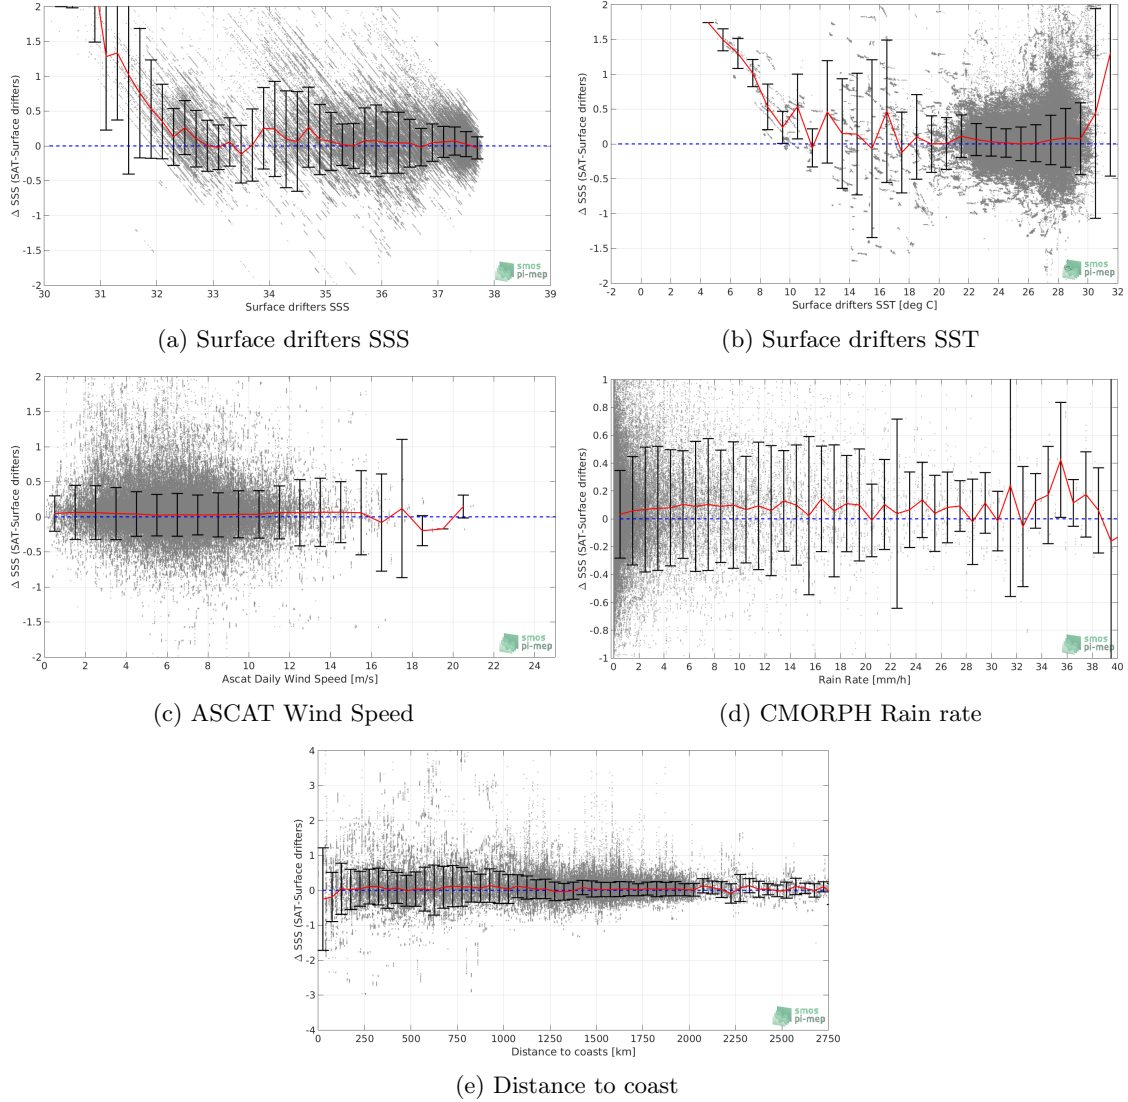 2
1.5
1
0.5
0
-0.5
-1
-1.5
-2
Δ SSS (SAT-Surface drifters)
30 31 32 33 34 35 36 37 38 39
Surface drifters SSS
smos
pi-mep
(a) Surface drifters SSS
2
1.5
1
0.5
0
-0.5
-1
-1.5
-2
Δ SSS (SAT-Surface drifters)
-2 0 2 4 6 8 10 12 14 16 18 20 22 24 26 28 30 32
Surface drifters SST [deg C]
smos
pi-mep
(b) Surface drifters SST
2
1.5
1
0.5
0
-0.5
-1
-1.5
-2
Δ SSS (SAT-Surface drifters)
0 2 4 6 8 10 12 14 16 18 20 22 24
Ascat Daily Wind Speed [m/s]
smos
pi-mep
(c) ASCAT Wind Speed
1
0.8
0.6
0.4
0.2
0
-0.2
-0.4
-0.6
-0.8
-1
Δ SSS (SAT-Surface drifters)
0 2 4 6 8 10 12 14 16 18 20 22 24 26 28 30 32 34 36 38 40
Rain Rate [mm/h]
smos
pi-mep
(d) CMORPH Rain rate
4
3
2
1
0
-1
-2
-3
-4
Δ SSS (SAT-Surface drifters)
0 250 500 750 1000 1250 1500 1750 2000 2250 2500 2750
Distance to coasts [km]
smos
pi-mep
(e) Distance to coast